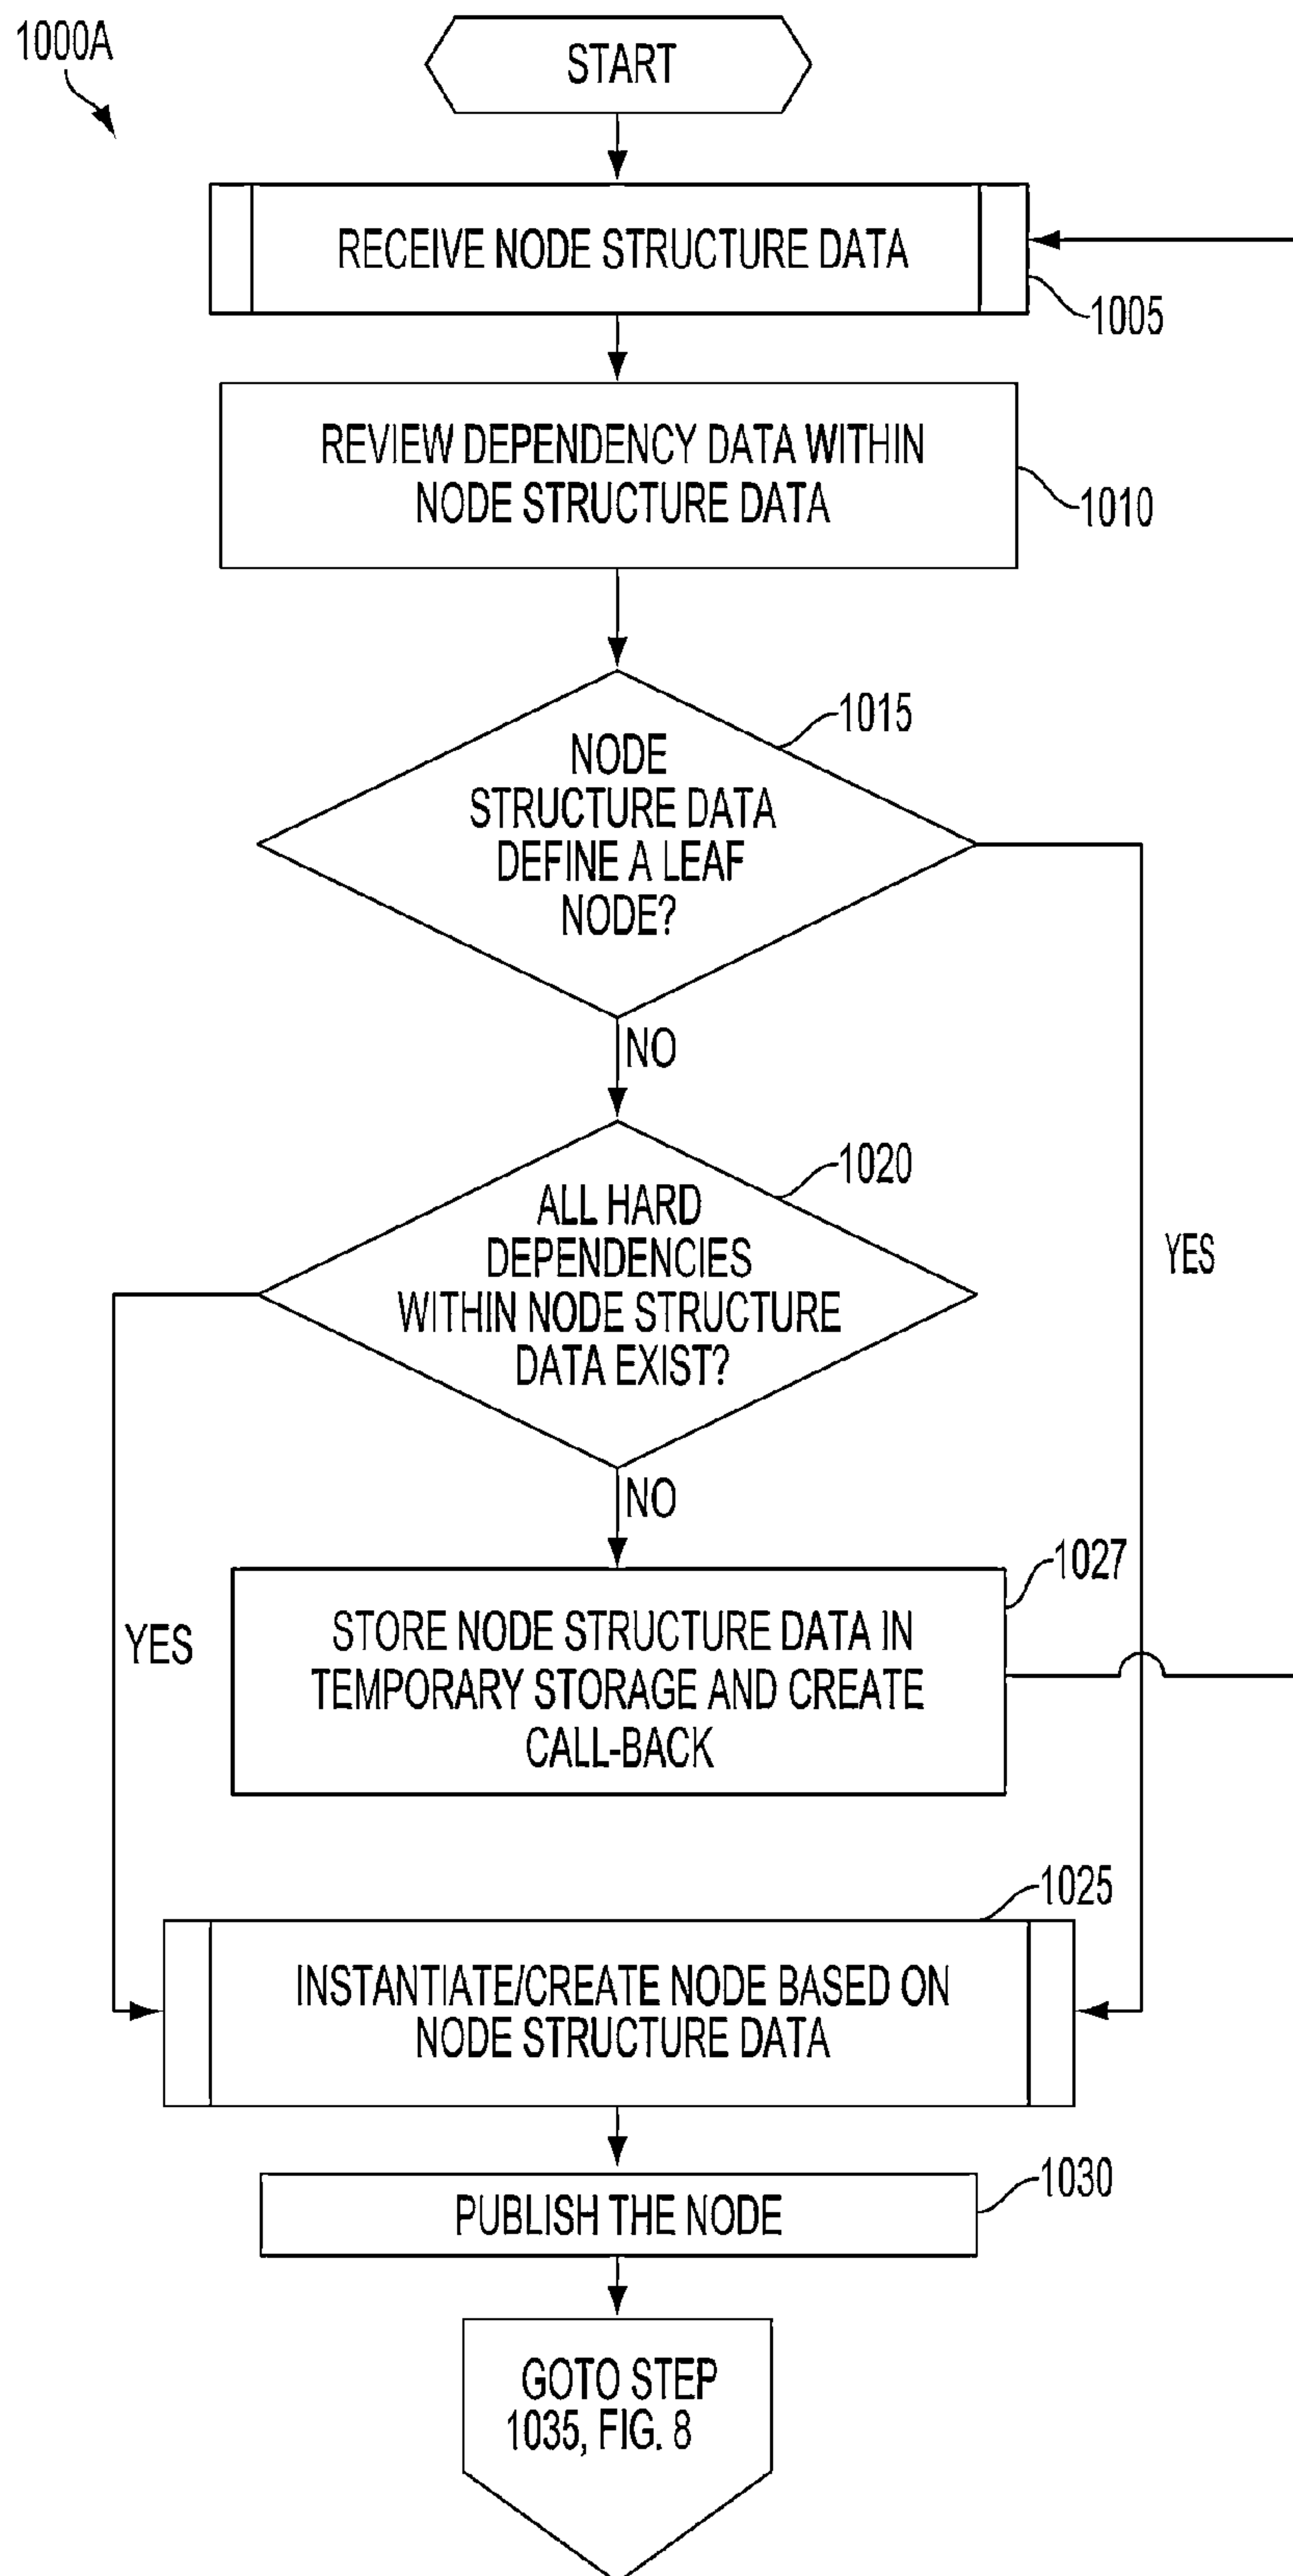 1000A
START
RECEIVE NODE STRUCTURE DATA
1005
REVIEW DEPENDENCY DATA WITHIN
NODE STRUCTURE DATA
1010
1015
NODE
STRUCTURE DATA
DEFINE A LEAF
NODE?
NO
1020
ALL HARD
DEPENDENCIES
WITHIN NODE STRUCTURE
DATA EXIST?
YES
NO
1027
STORE NODE STRUCTURE DATA IN
TEMPORARY STORAGE AND CREATE
CALL-BACK
YES
1025
INSTANTIATE/CREATE NODE BASED ON
NODE STRUCTURE DATA
1030
PUBLISH THE NODE
GOTO STEP
1035, FIG. 8